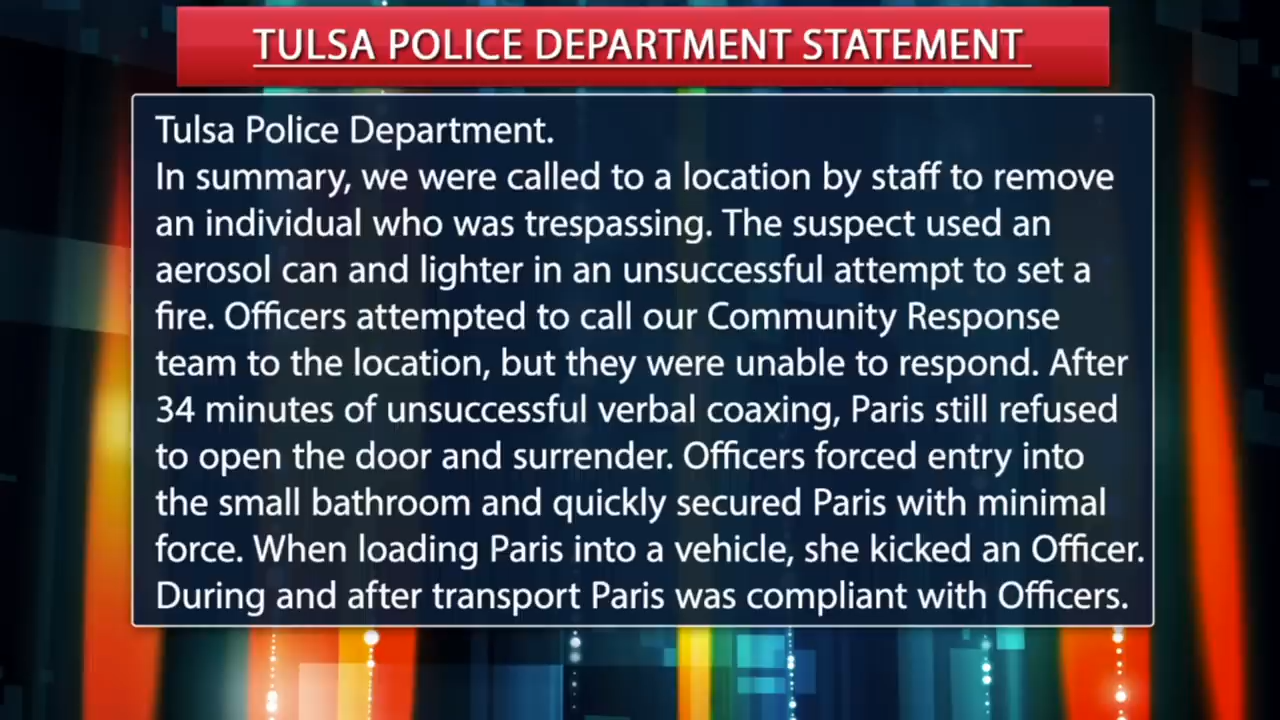 TULSA POLICE DEPARTMENT STATEMENT
Tulsa Police Department.
In summary, we were called to a location by staff to remove
an individual who was trespassing. The suspect used an
aerosol can and lighter in an unsuccessful attempt to set a
fire. Officers attempted to call our Community Response
team to the location, but they were unable to respond. After
34 minutes of unsuccessful verbal coaxing, Paris still refused
to open the door and surrender. Officers forced entry into
the small bathroom and quickly secured Paris with minimal
force. When loading Paris into a vehicle, she kicked an Officer.
During and after transport Paris was compliant with Officers.